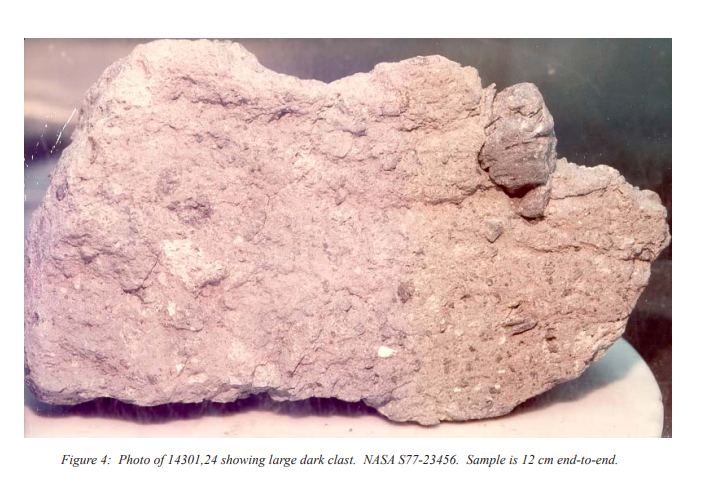 Figure 4:  Photo of 14301,24 showing large dark clast.  NASA S77-23456.  Sample is 12 cm end-to-end.